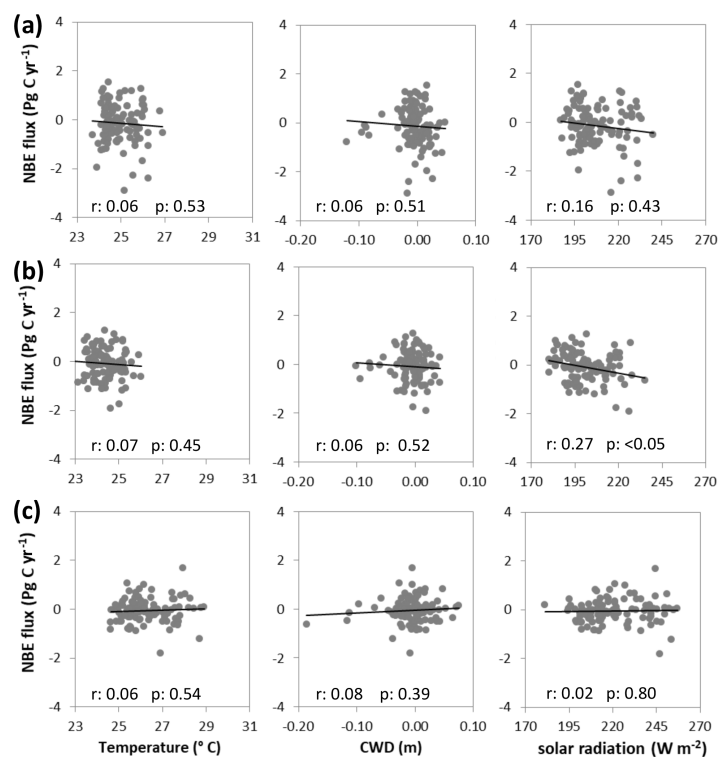 (a)
NBE flux (Pg C yr-1)
4
2
0
-2
-4
r: 0.06 p: 0.53
23 25 27 29 31
4
2
0
-2
-4
r: 0.06 p: 0.51
-0.20 -0.10 0.00 0.10
4
2
0
-2
-4
r: 0.16 p: 0.43
170 195 220 245 270
(b)
NBE flux (Pg C yr-1)
4
2
0
-2
-4
r: 0.07 p: 0.45
23 25 27 29 31
4
2
0
-2
-4
r: 0.06 p: 0.52
-0.20 -0.10 0.00 0.10
4
2
0
-2
-4
r: 0.27 p: <0.05
170 195 220 245 270
(c)
NBE flux (Pg C yr-1)
4
2
0
-2
-4
r: 0.06 p: 0.54
23 25 27 29 31
Temperature (° C)
4
2
0
-2
-4
r: 0.08 p: 0.39
-0.20 -0.10 0.00 0.10
CWD (m)
4
2
0
-2
-4
r: 0.02 p: 0.80
170 195 220 245 270
solar radiation (W m-2)